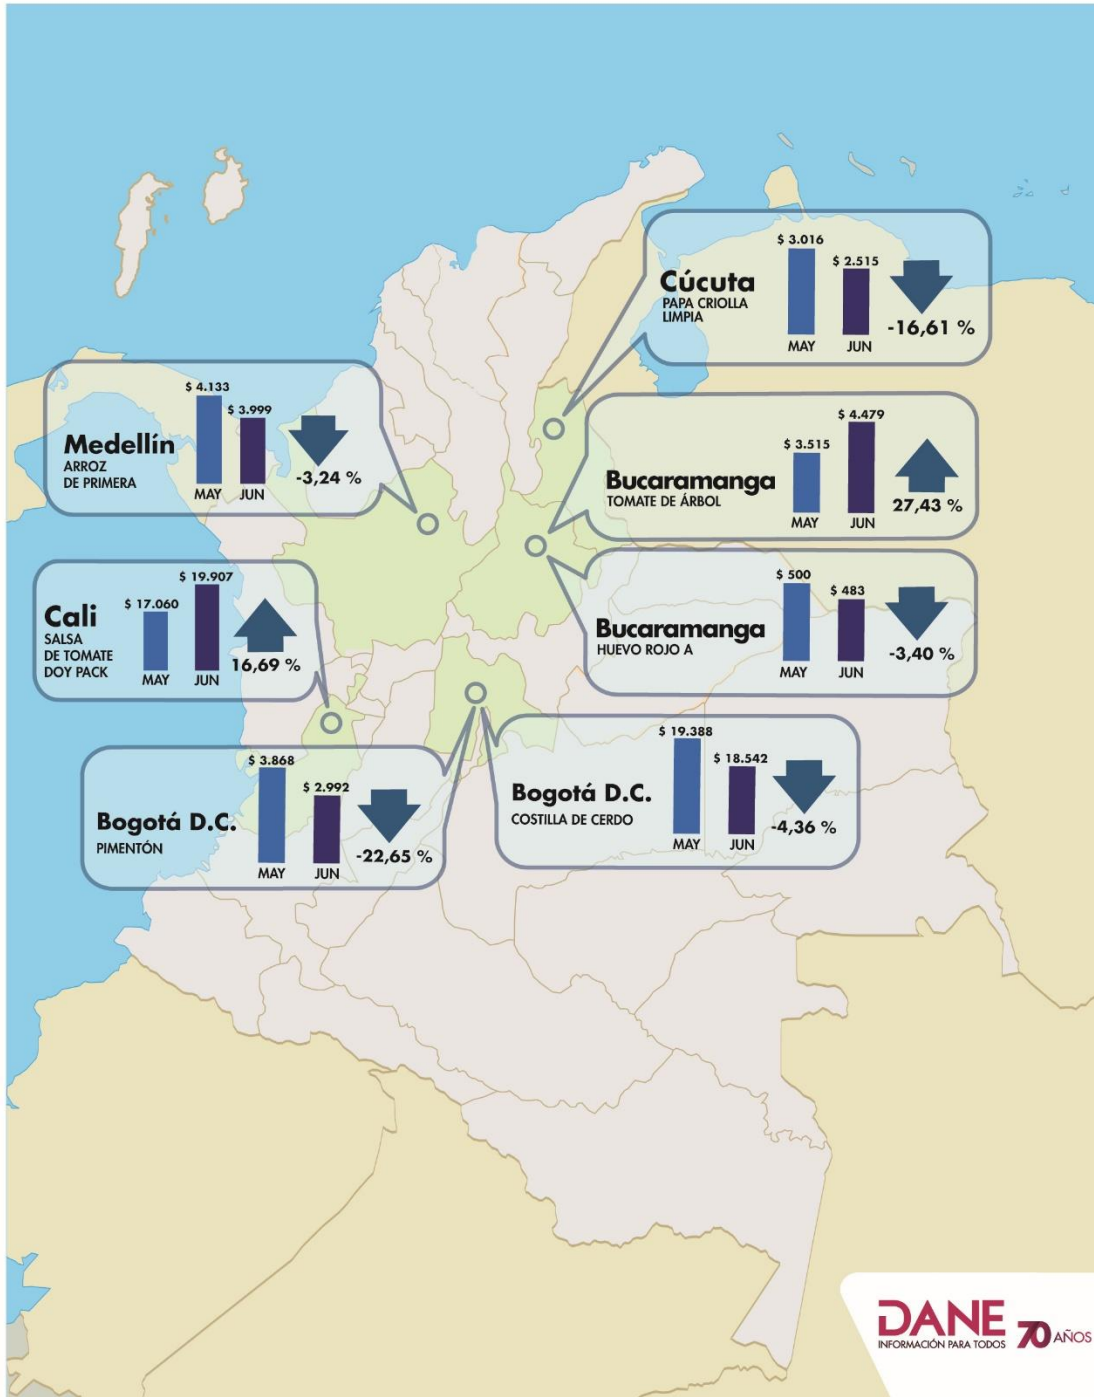 Cúcuta
PAPA CRIOLLA
LIMPIA
$ 3.016
$ 2.515
MAY
JUN
-16,61 %
Medellín
ARROZ
DE PRIMERA
$ 4.133
$ 3.999
MAY
JUN
-3,24 %
Bucaramanga
TOMATE DE ÁRBOL
$ 3.515
$ 4.479
MAY
JUN
27,43 %
Cali
SALSA
DE TOMATE
DOY PACK
$ 17.060
$ 19.907
MAY
JUN
16,69 %
Bucaramanga
HUEVO ROJO A
$ 500
$ 483
MAY
JUN
-3,40 %
Bogotá D.C.
PIMENTÓN
$ 3.868
$ 2.992
MAY
JUN
-22,65 %
Bogotá D.C.
COSTILLA DE CERDO
$ 19.388
$ 18.542
MAY
JUN
-4,36 %
DANE
INFORMACIÓN PARA TODOS
70 AÑOS